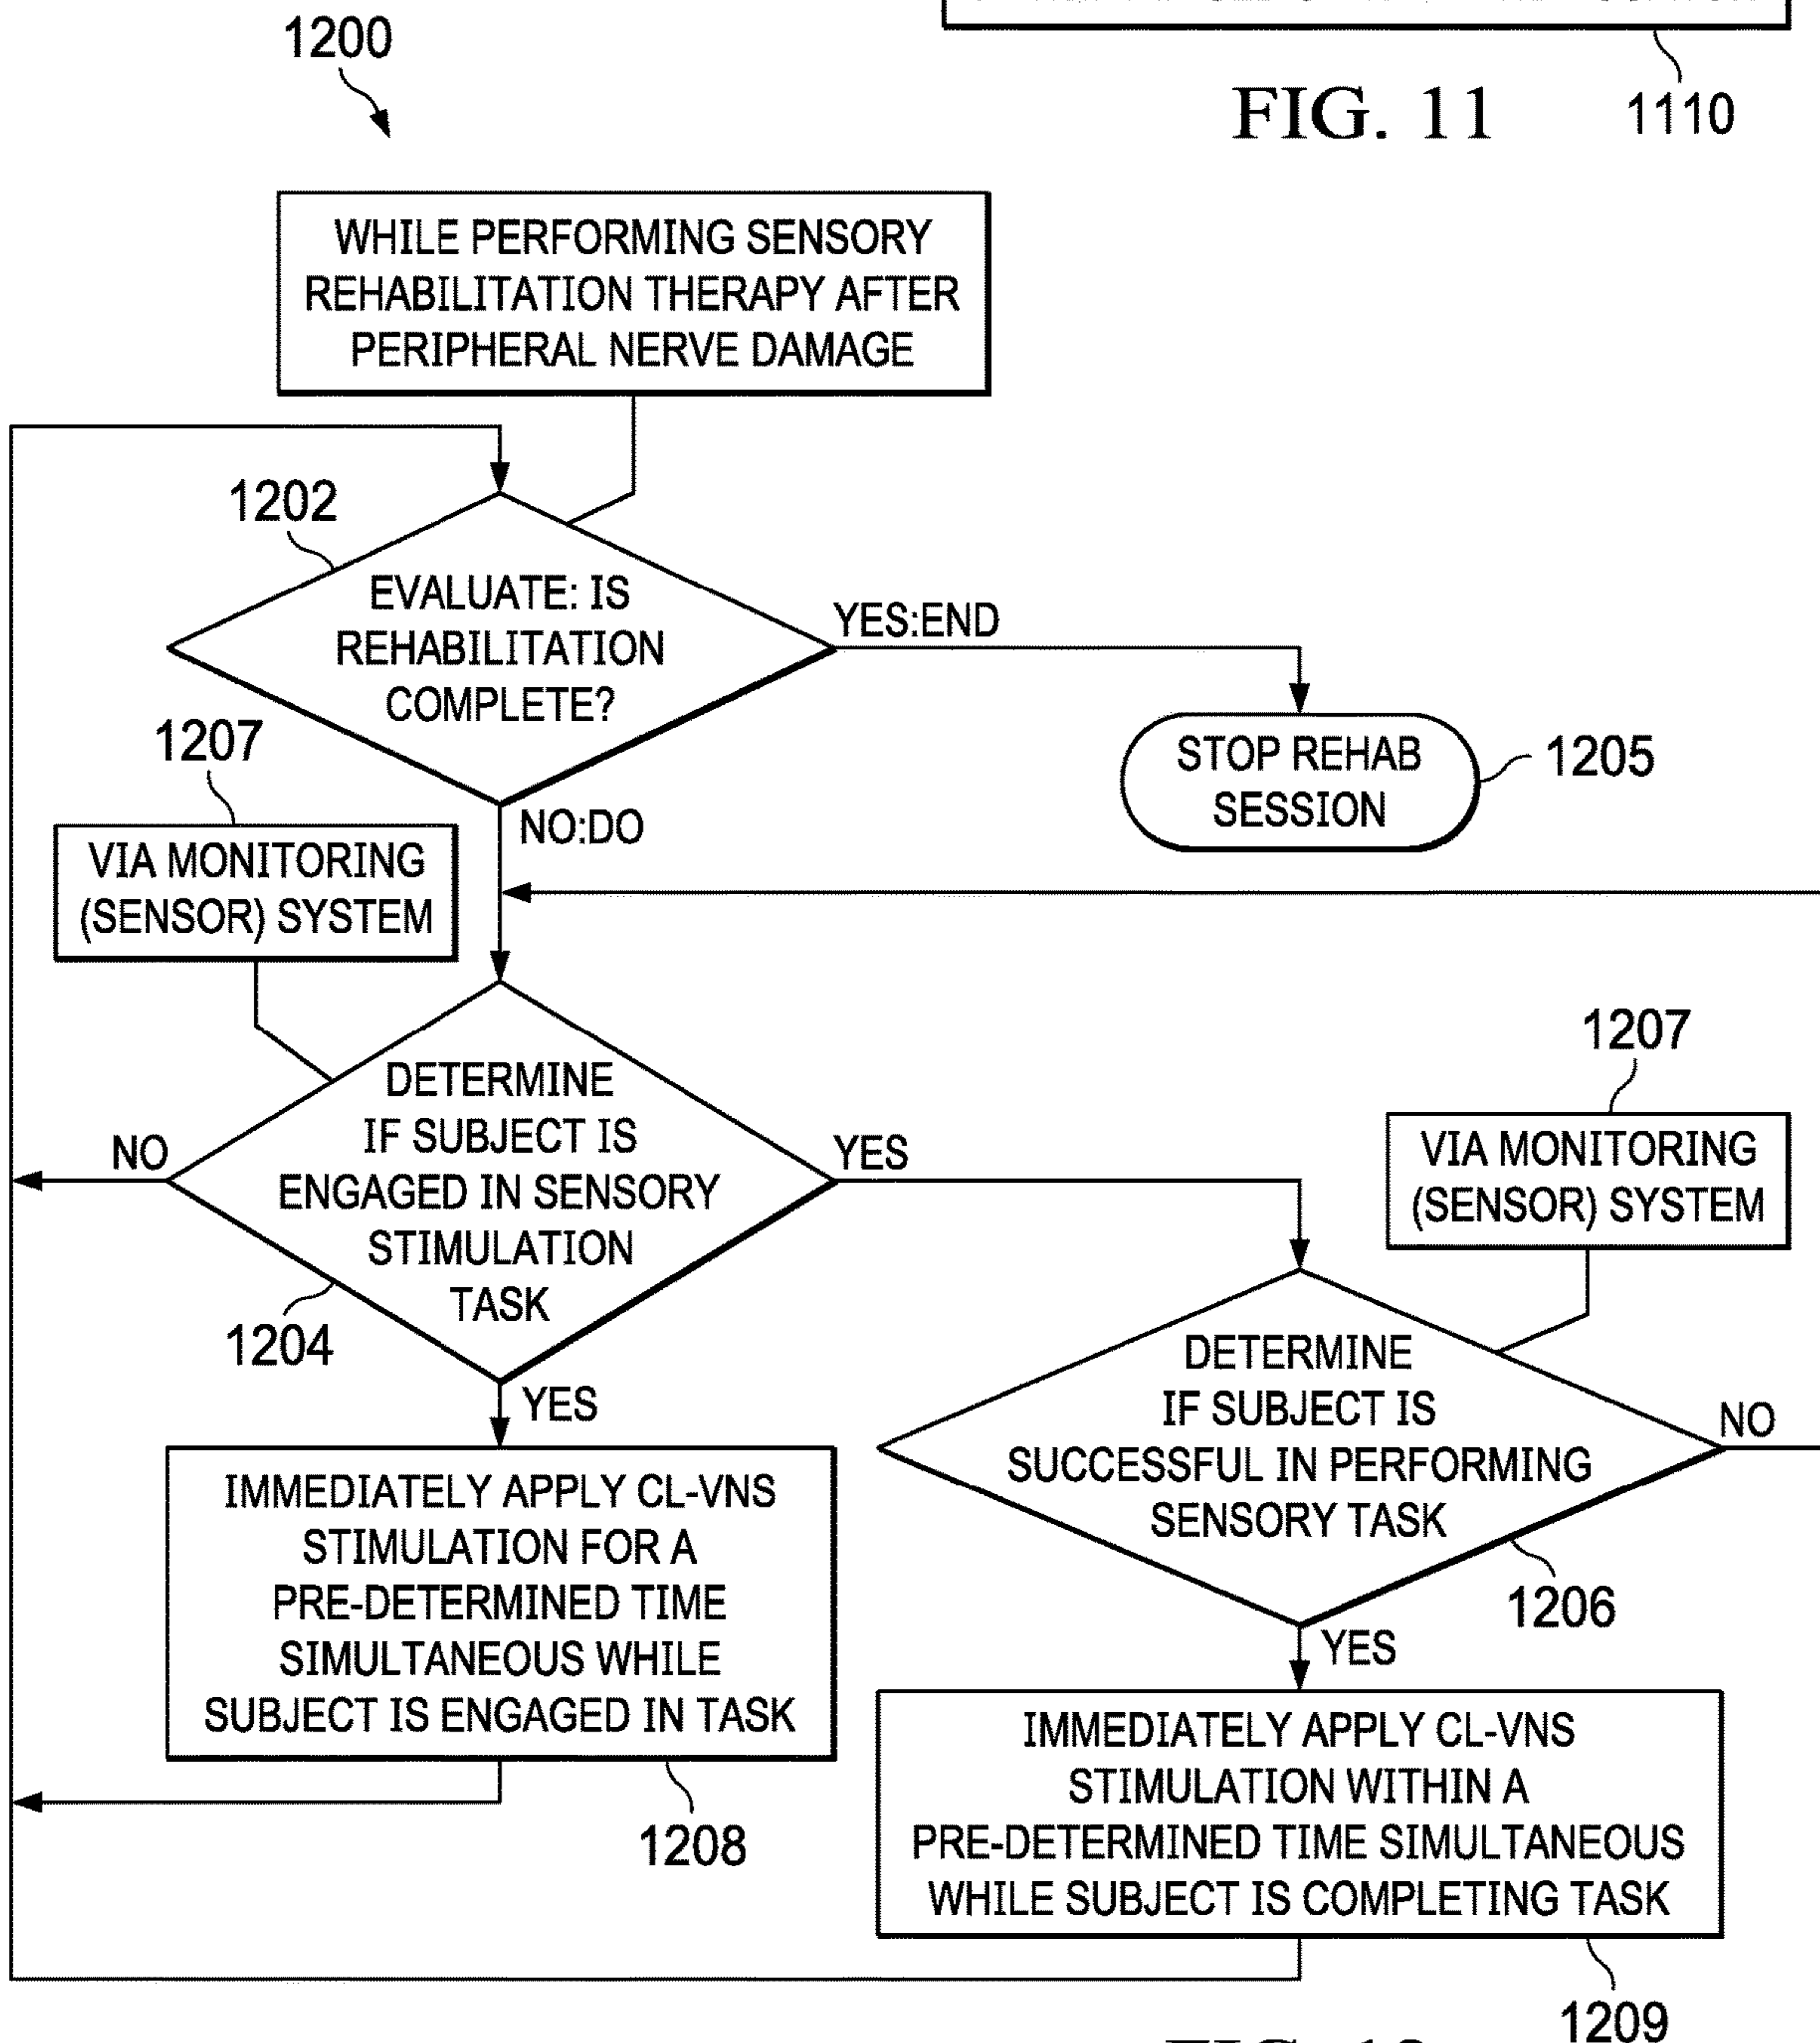 1200
FIG. 11
1110
WHILE PERFORMING SENSORY
REHABILITATION THERAPY AFTER
PERIPHERAL NERVE DAMAGE
1202
EVALUATE: IS
REHABILITATION
COMPLETE?
YES:END
STOP REHAB
SESSION
1205
NO:DO
1207
VIA MONITORING
(SENSOR) SYSTEM
DETERMINE
IF SUBJECT IS
ENGAGED IN SENSORY
STIMULATION
TASK
NO
YES
1204
YES
1207
VIA MONITORING
(SENSOR) SYSTEM
DETERMINE
IF SUBJECT IS
SUCCESSFUL IN PERFORMING
SENSORY TASK
NO
1206
YES
IMMEDIATELY APPLY CL-VNS
STIMULATION FOR A
PRE-DETERMINED TIME
SIMULTANEOUS WHILE
SUBJECT IS ENGAGED IN TASK
1208
IMMEDIATELY APPLY CL-VNS
STIMULATION WITHIN A
PRE-DETERMINED TIME SIMULTANEOUS
WHILE SUBJECT IS COMPLETING TASK
1209